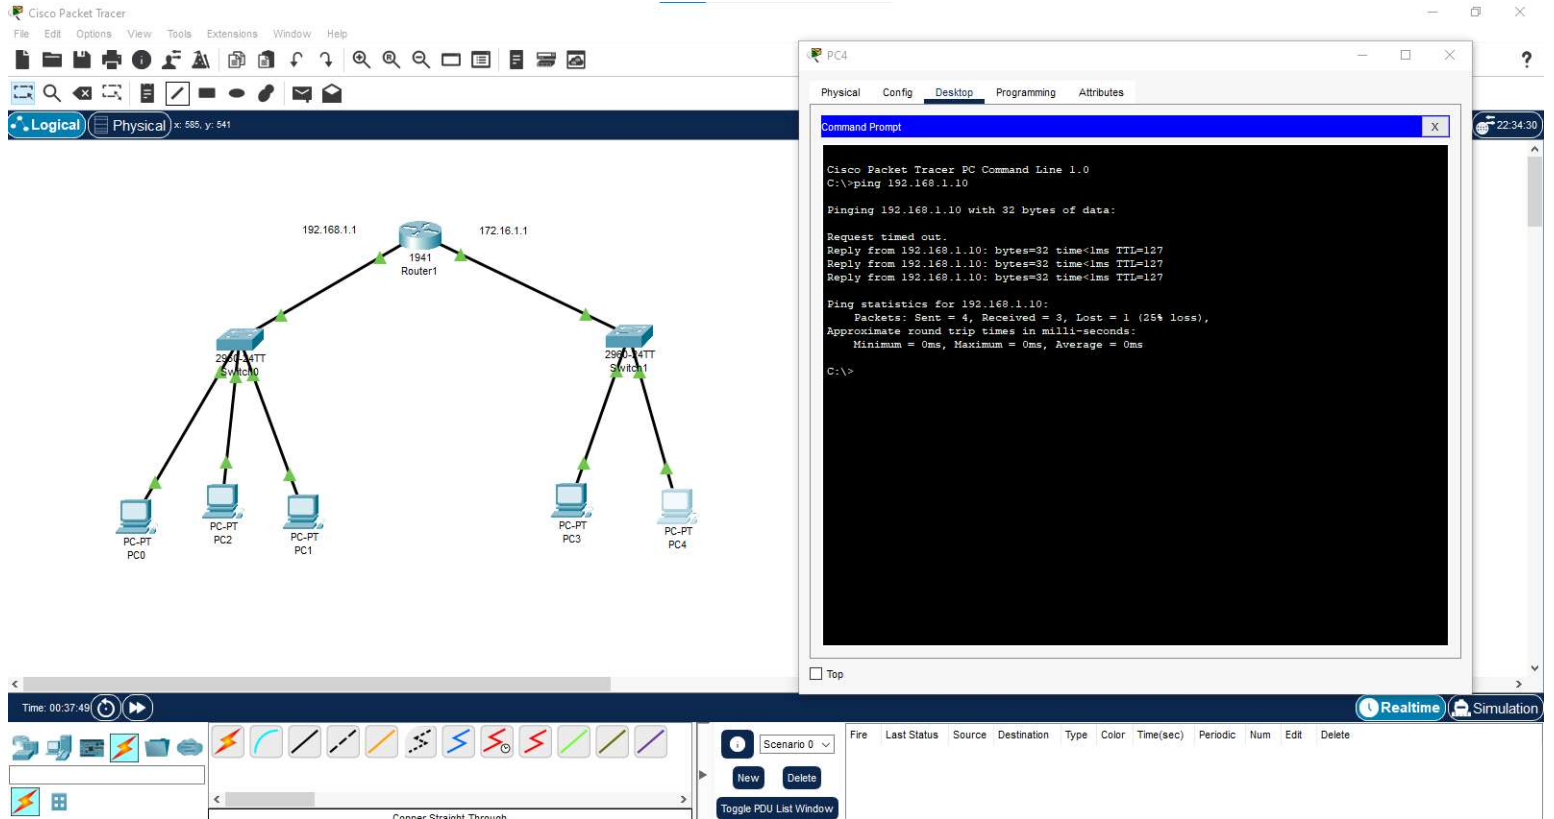 Cisco Packet Tracer
File Edit Options View Tools Extensions Window Help
?
Logical Physical x: 585, y: 541
22:34:30
192.168.1.1
172.16.1.1
1941
Router1
2960-24TT
Switch0
2960-24TT
Switch1
PC-PT
PC0
PC-PT
PC2
PC-PT
PC1
PC-PT
PC3
PC-PT
PC4
PC4
Physical Config Desktop Programming Attributes
Command Prompt
X
Cisco Packet Tracer PC Command Line 1.0
C:\>ping 192.168.1.10
Pinging 192.168.1.10 with 32 bytes of data:
Request timed out.
Reply from 192.168.1.10: bytes=32 time<1ms TTL=127
Reply from 192.168.1.10: bytes=32 time<1ms TTL=127
Reply from 192.168.1.10: bytes=32 time<1ms TTL=127
Ping statistics for 192.168.1.10:
Packets: Sent = 4, Received = 3, Lost = 1 (25% loss),
Approximate round trip times in milli-seconds:
Minimum = 0ms, Maximum = 0ms, Average = 0ms
C:\>
Top
Time: 00:37:49
Realtime Simulation
Scenario 0
New Delete
Toggle PDU List Window
Fire Last Status Source Destination Type Color Time(sec) Periodic Num Edit Delete
Copper Straight-Through